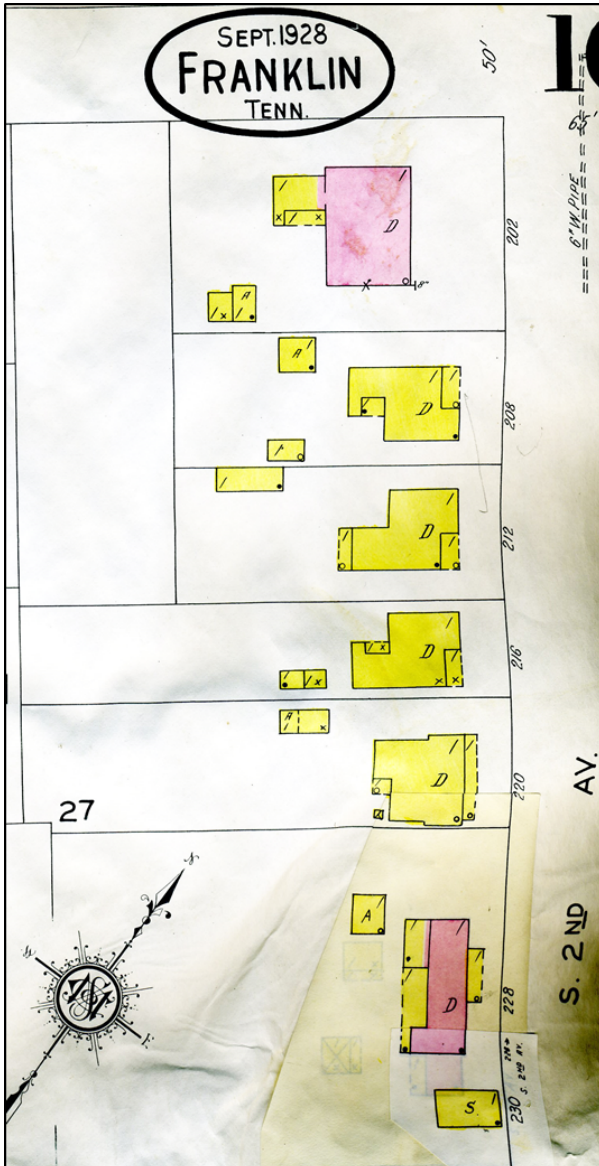 SEPT. 1928
FRANKLIN
TENN.
50'
65'
6" W. PIPE
D
202
A
A
D
208
D
212
D
216
A
D
220
27
AV.
S. 2ND
N
A
D
228
S. 2ND AV.
S.
230